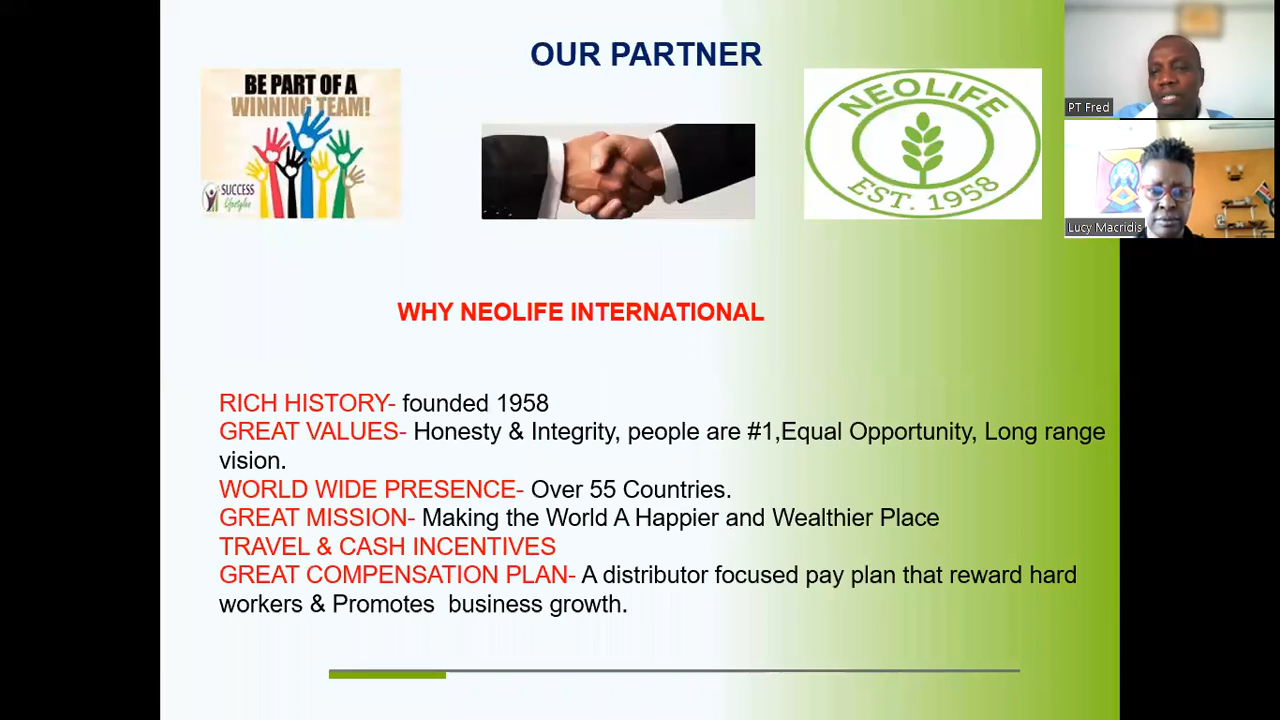 OUR PARTNER
BE PART OF A
WINNING TEAM!
SUCCESS
Lifestyles
NEOLIFE
EST. 1958
PT Fred
Lucy Macridis
WHY NEOLIFE INTERNATIONAL
RICH HISTORY- founded 1958
GREAT VALUES- Honesty & Integrity, people are #1,Equal Opportunity, Long range
vision.
WORLD WIDE PRESENCE- Over 55 Countries.
GREAT MISSION- Making the World A Happier and Wealthier Place
TRAVEL & CASH INCENTIVES
GREAT COMPENSATION PLAN- A distributor focused pay plan that reward hard
workers & Promotes  business growth.